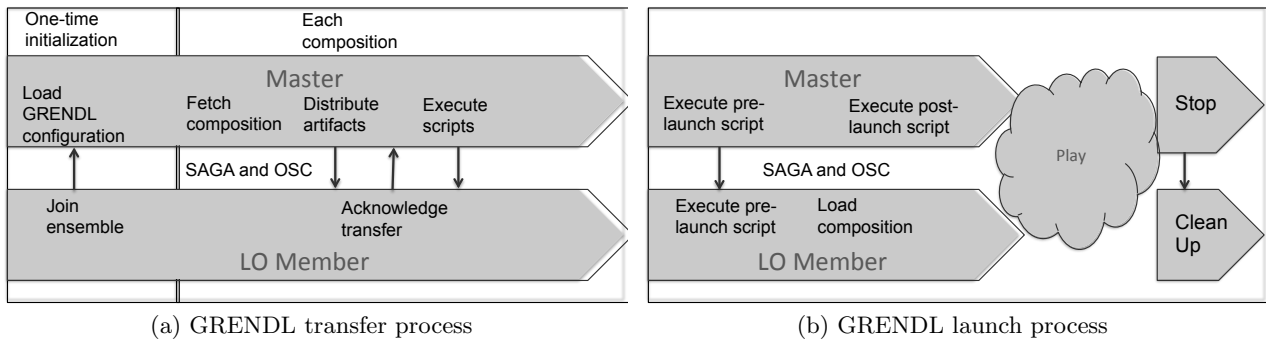 One-time
initialization
Each
composition
Master
Load
GRENDL
configuration
Fetch
composition
Distribute
artifacts
Execute
scripts
SAGA and OSC
Join
ensemble
Acknowledge
transfer
LO Member
(a) GRENDL transfer process
Master
Execute pre-
launch script
Execute post-
launch script
SAGA and OSC
Execute pre-
launch script
Load
composition
LO Member
Play
Stop
Clean
Up
(b) GRENDL launch process